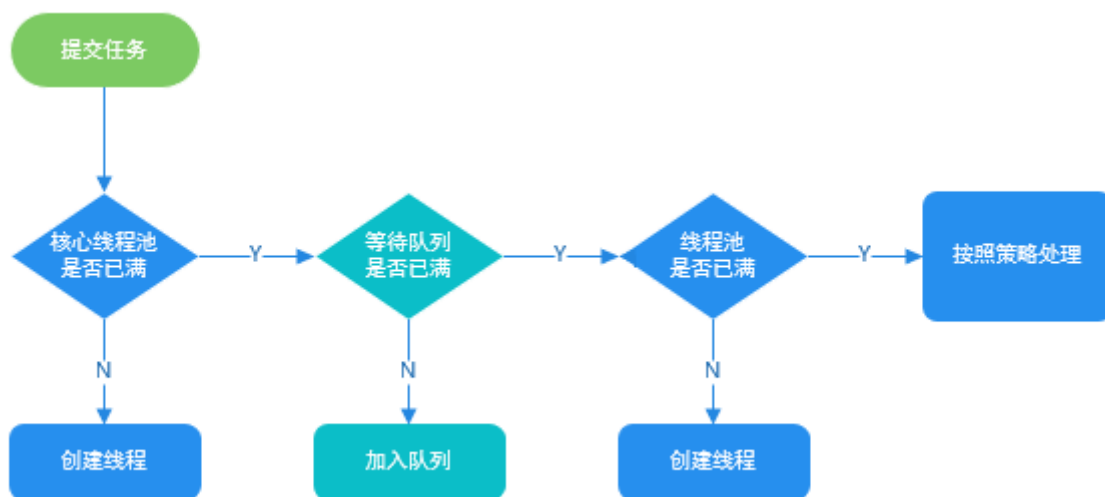 提交任务
核心线程池
是否已满
Y
等待队列
是否已满
Y
线程池
是否已满
Y
按照策略处理
N
N
N
创建线程
加入队列
创建线程